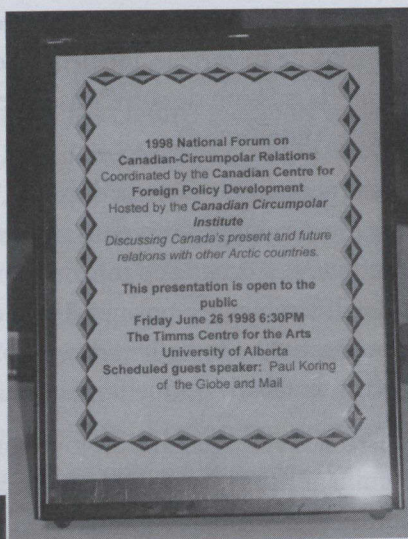 1998 National Forum on
Canadian-Circumpolar Relations
Coordinated by the Canadian Centre for
Foreign Policy Development
Hosted by the Canadian Circumpolar
Institute
Discussing Canada's present and future
relations with other Arctic countries.
This presentation is open to the
public
Friday June 26 1998 6:30PM
The Timms Centre for the Arts
University of Alberta
Scheduled guest speaker: Paul Koring
of the Globe and Mail